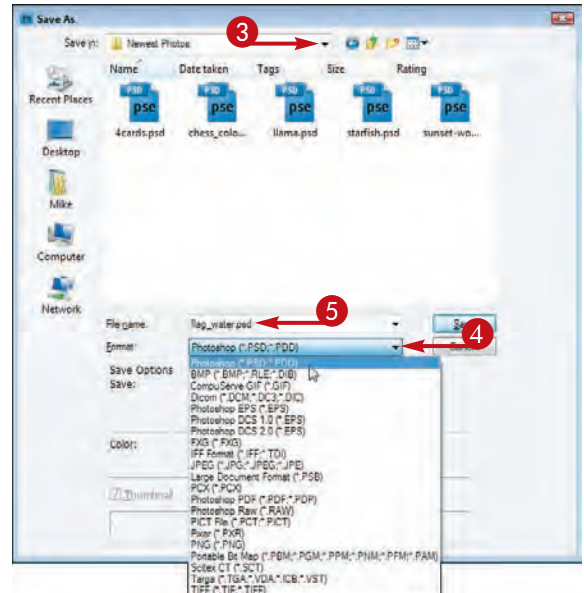 Save As
Save in: Newest Photos
3
Name Date taken Tags Size Rating
Recent Places
PSD PSD PSD PSD PSD
pse pse pse pse pse
4cards.psd chess_colo... llama.psd starfish.psd sunset-wo...
Desktop
Mike
Computer
Network
5
File name: flag_water.psd
4
Format: Photoshop (*.PSD;*.PDD)
Save Options
Save:
Photoshop (*.PSD;*.PDD)
BMP (*.BMP;*.RLE;*.DIB)
CompuServe GIF (*.GIF)
Dicom (*.DCM;*.DC3;*.DIC)
Photoshop EPS (*.EPS)
Photoshop DCS 1.0 (*.EPS)
Photoshop DCS 2.0 (*.EPS)
FXG (*.FXG)
IFF Format (*.IFF;*.TDI)
Color:
JPEG (*.JPG;*.JPEG;*.JPE)
Large Document Format (*.PSB)
PCX (*.PCX)
Photoshop PDF (*.PDF;*.PDP)
Thumbnail
Photoshop Raw (*.RAW)
PICT File (*.PCT;*.PICT)
Pixar (*.PXR)
PNG (*.PNG)
Portable Bit Map (*.PBM;*.PGM;*.PPM;*.PNM;*.PFM;*.PAM)
Scitex CT (*.SCT)
Targa (*.TGA;*.VDA;*.ICB;*.VST)
TIFF (*.TIF;*.TIFF)